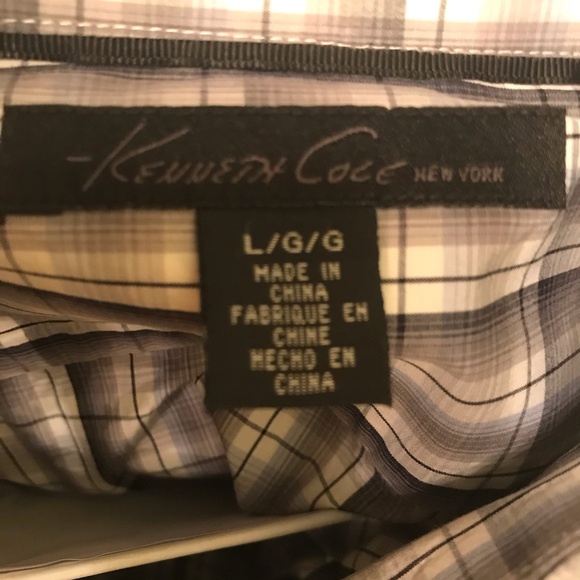 -Kenneth Cole NEW YORK
L/G/G
MADE IN
CHINA
FABRIQUE EN
CHINE
HECHO EN
CHINA